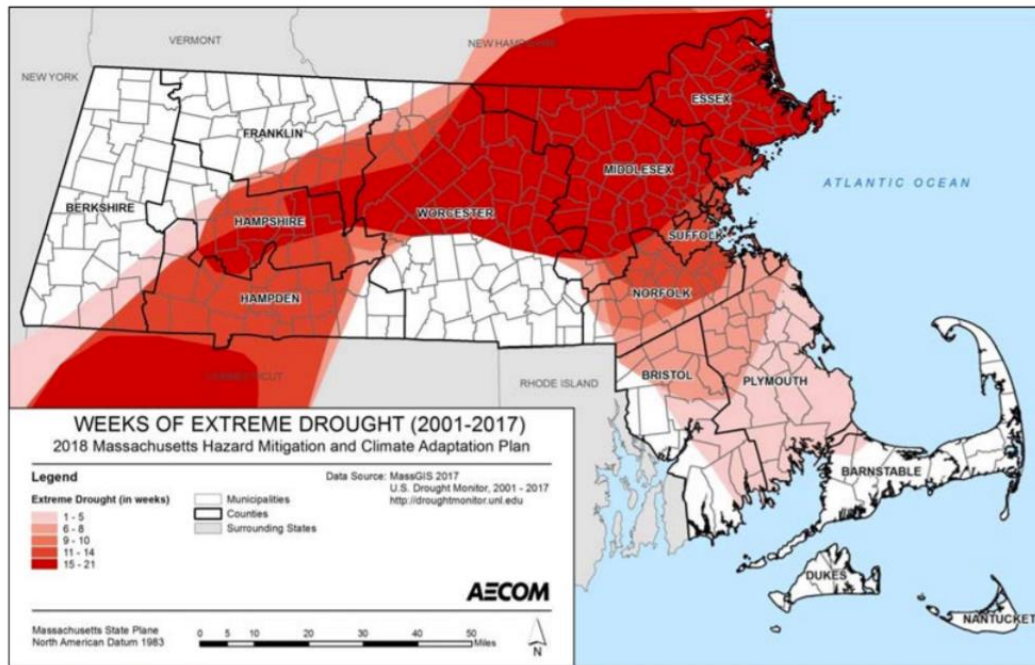 VERMONT
NEW HAMPSHIRE
NEW YORK
ESSEX
FRANKLIN
MIDDLESEX
ATLANTIC OCEAN
BERKSHIRE
HAMPSHIRE
WORCESTER
SUFFOLK
HAMPDEN
NORFOLK
CONNECTICUT
RHODE ISLAND
BRISTOL
PLYMOUTH
BARNSTABLE
DUKES
NANTUCKET
WEEKS OF EXTREME DROUGHT (2001-2017)
2018 Massachusetts Hazard Mitigation and Climate Adaptation Plan
Legend
Extreme Drought (in weeks)
1 - 5
6 - 8
9 - 10
11 - 14
15 - 21
Municipalities
Counties
Surrounding States
Data Source: MassGIS 2017
U.S. Drought Monitor, 2001 - 2017
http://droughtmonitor.unl.edu
AECOM
Massachusetts State Plane
North American Datum 1983
0 5 10 20 30 40 50
Miles
N